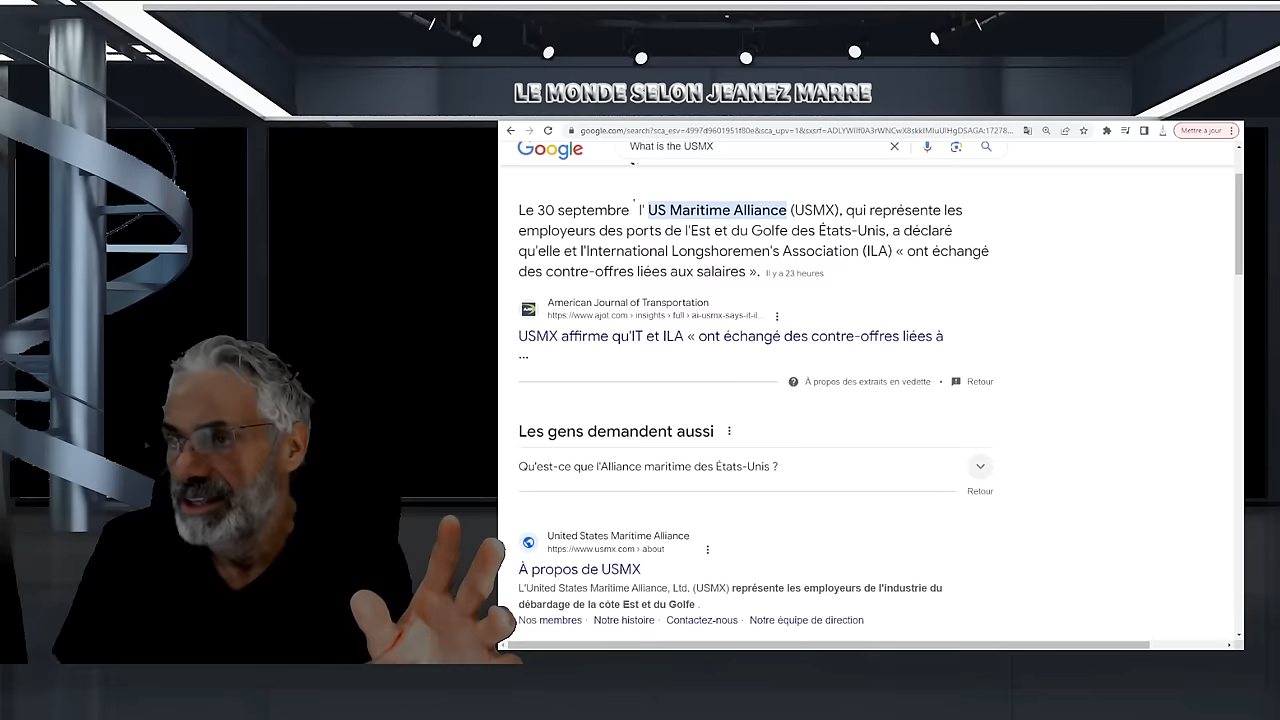 LE MONDE SELON JEANEZ MARRE
Mettre à jour
Google
What is the USMX
Le 30 septembre l' US Maritime Alliance (USMX), qui représente les
employeurs des ports de l'Est et du Golfe des États-Unis, a déclaré
qu'elle et l'International Longshoremen's Association (ILA) « ont échangé
des contre-offres liées aux salaires ». Il y a 23 heures
American Journal of Transportation
https://www.ajot.com › insights › full › ai-usmx-says-it-il...
USMX affirme qu'IT et ILA « ont échangé des contre-offres liées à
...
À propos des extraits en vedette • Retour
Les gens demandent aussi
Qu'est-ce que l'Alliance maritime des États-Unis ?
Retour
United States Maritime Alliance
https://www.usmx.com › about
À propos de USMX
L'United States Maritime Alliance, Ltd. (USMX) représente les employeurs de l'industrie du
débardage de la côte Est et du Golfe .
Nos membres · Notre histoire · Contactez-nous · Notre équipe de direction